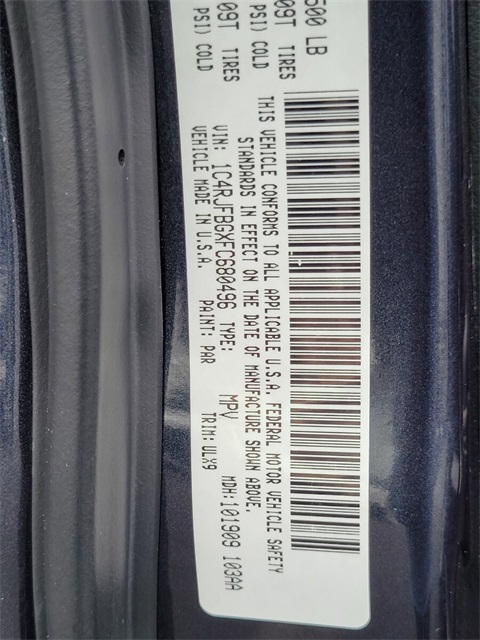 500 LB
09T TIRES
PSI) COLD
09T TIRES
PSI) COLD
THIS VEHICLE CONFORMS TO ALL APPLICABLE U.S.A. FEDERAL MOTOR VEHICLE SAFETY
STANDARDS IN EFFECT ON THE DATE OF MANUFACTURE SHOWN ABOVE.
VIN: 1C4RJFBGXFC680496 TYPE: MPV MDH:101909 103AA
VEHICLE MADE IN U.S.A. PAINT: PAR TRIM: ULX9